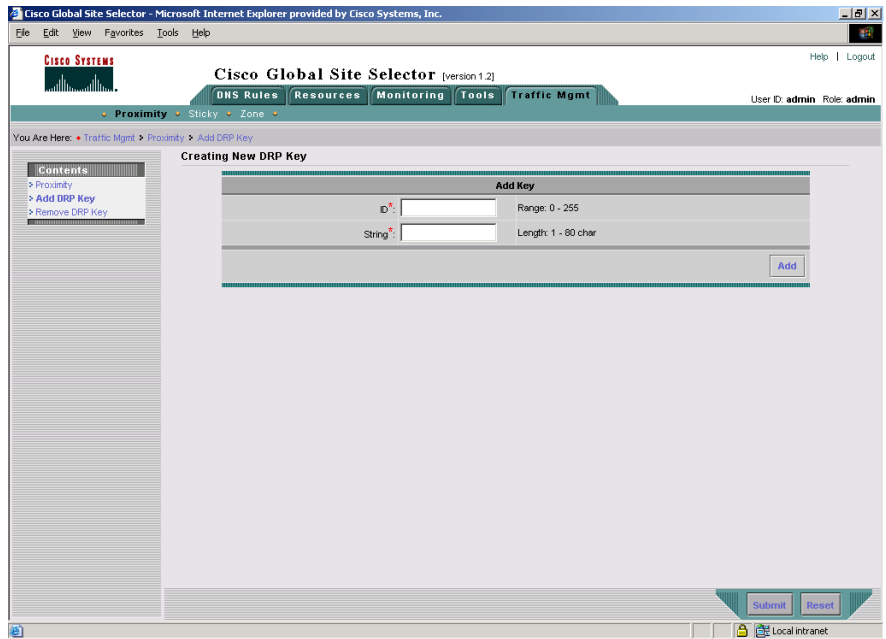 Cisco Global Site Selector - Microsoft Internet Explorer provided by Cisco Systems, Inc.
File Edit View Favorites Tools Help
CISCO SYSTEMS
Help | Logout
Cisco Global Site Selector [version 1.2]
DNS Rules Resources Monitoring Tools Traffic Mgmt
User ID: admin Role: admin
Proximity Sticky Zone
You Are Here: Traffic Mgmt > Proximity > Add DRP Key
Creating New DRP Key
Contents
> Proximity
> Add DRP Key
> Remove DRP Key
Add Key
ID*: Range: 0 - 255
String*: Length: 1 - 80 char
Add
Submit Reset
Local intranet